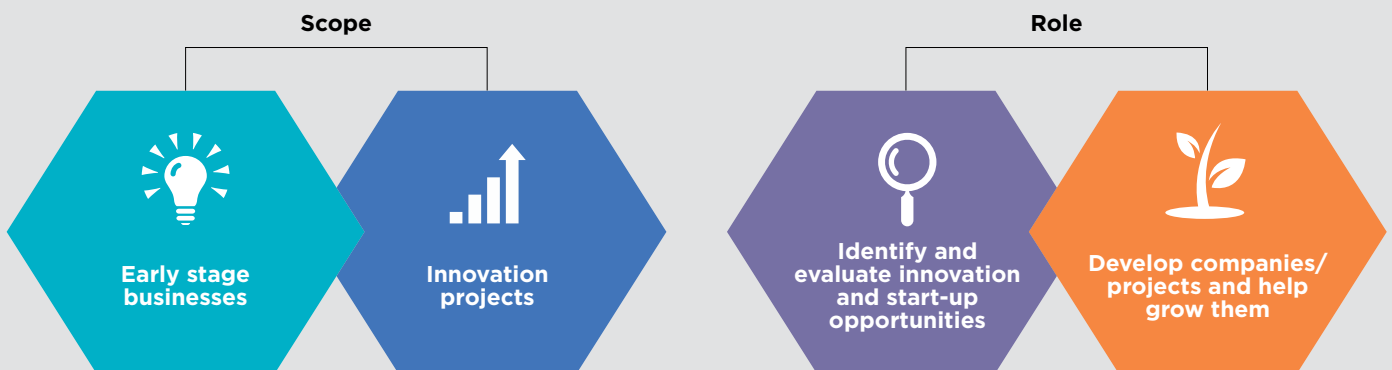 Scope
Role
Early stage
businesses
Innovation
projects
Identify and
evaluate innovation
and start-up
opportunities
Develop companies/
projects and help
grow them